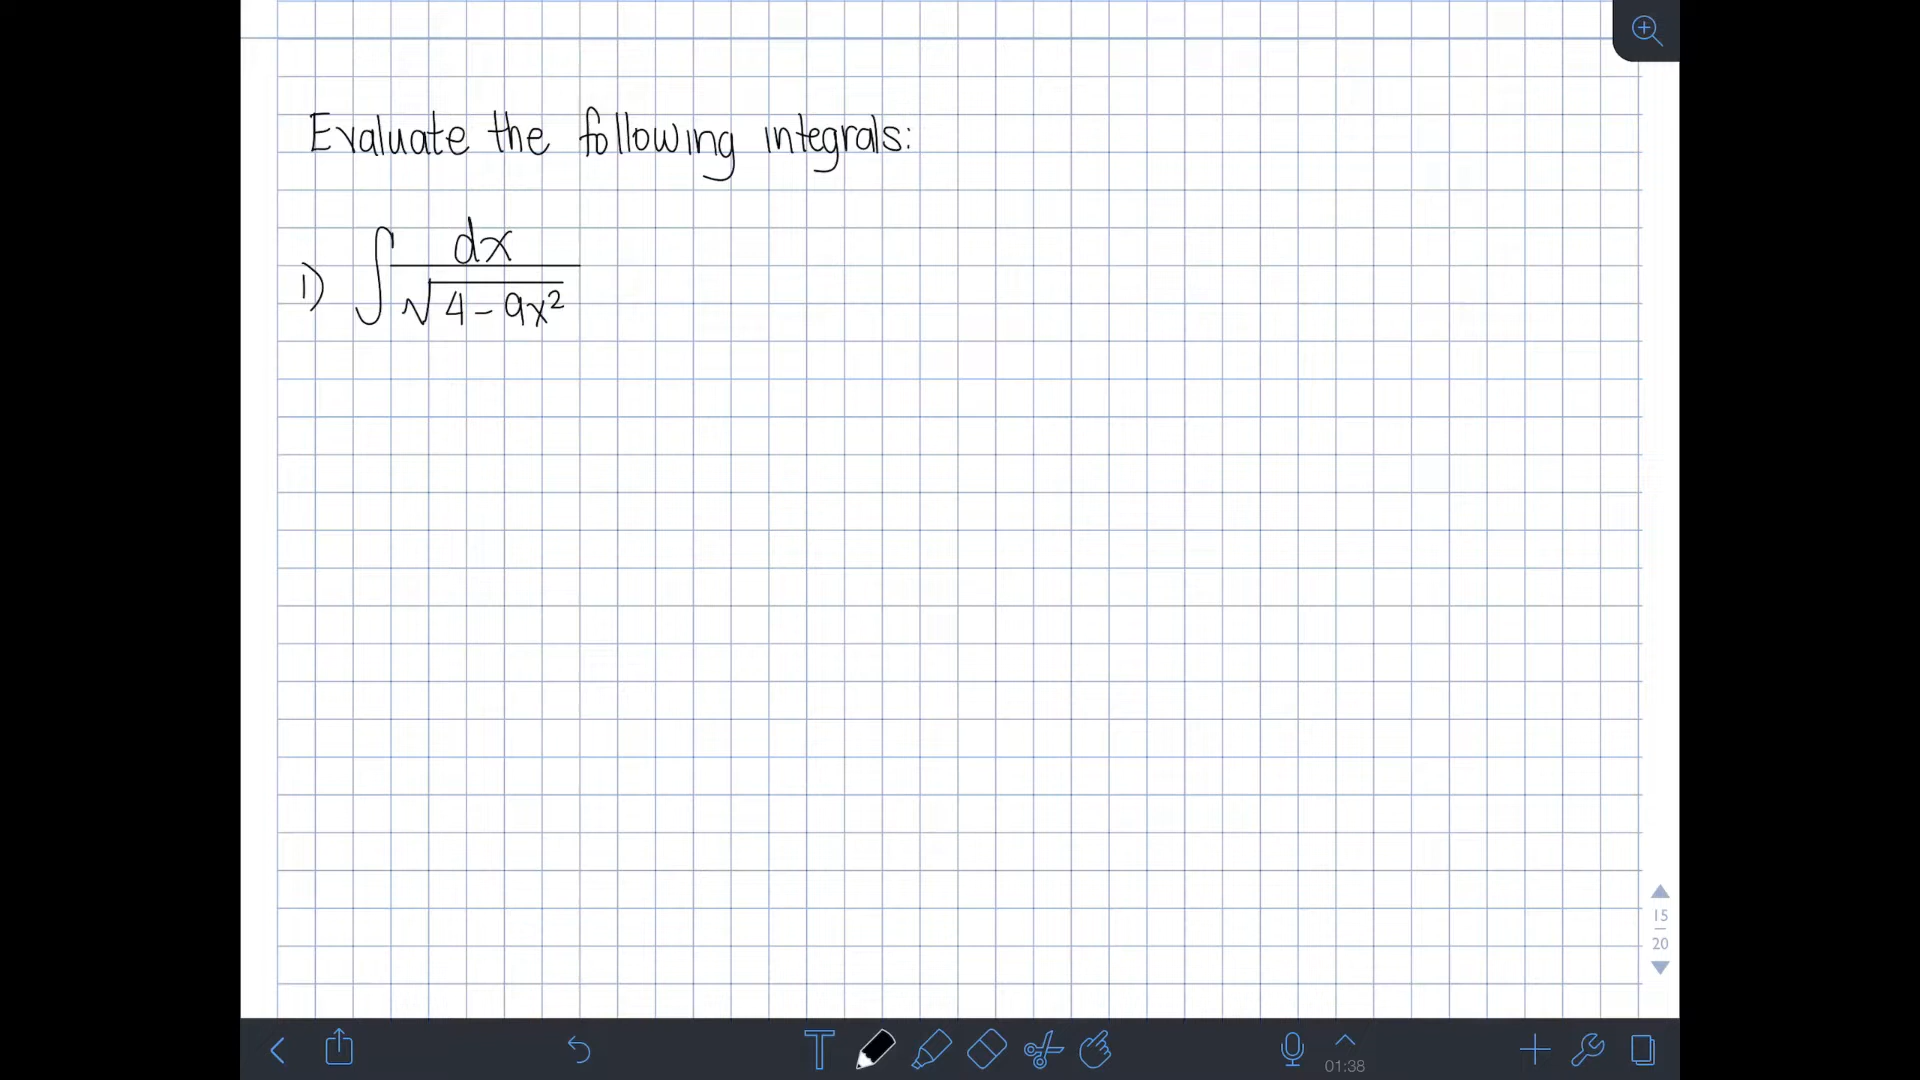 Evaluate the following integrals:
1) ∫ dx / √(4 - 9x²)
15
20
T
01:38